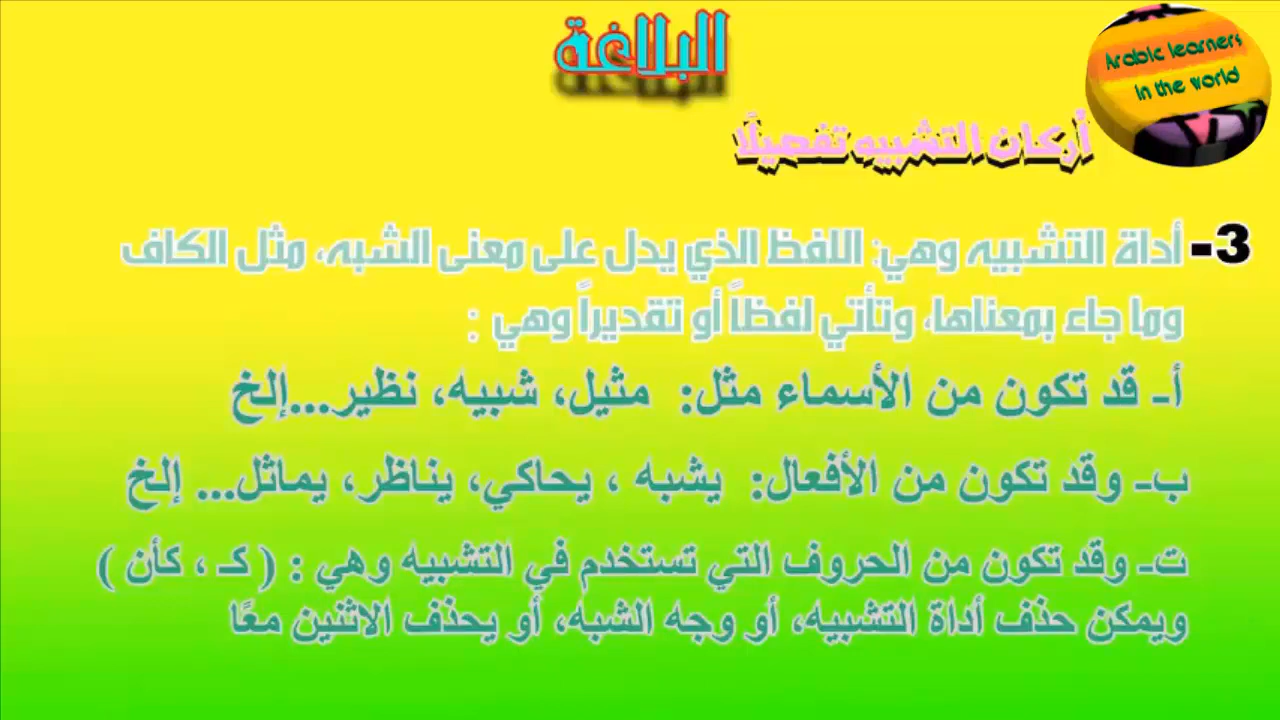 البلاغة
Arabic learners
in the world
أركان التشبيه تفصيلًا
3- أداة التشبيه وهي: اللفظ الذي يدل على معنى الشبه، مثل الكاف
وما جاء بمعناها، وتأتي لفظاً أو تقديراً وهي :
أ- قد تكون من الأسماء مثل: مثيل، شبيه، نظير...إلخ
ب- وقد تكون من الأفعال: يشبه ، يحاكي، يناظر، يماثل... إلخ
ت- وقد تكون من الحروف التي تستخدم في التشبيه وهي : ( كـ ، كأن )
ويمكن حذف أداة التشبيه، أو وجه الشبه، أو يحذف الاثنين معًا